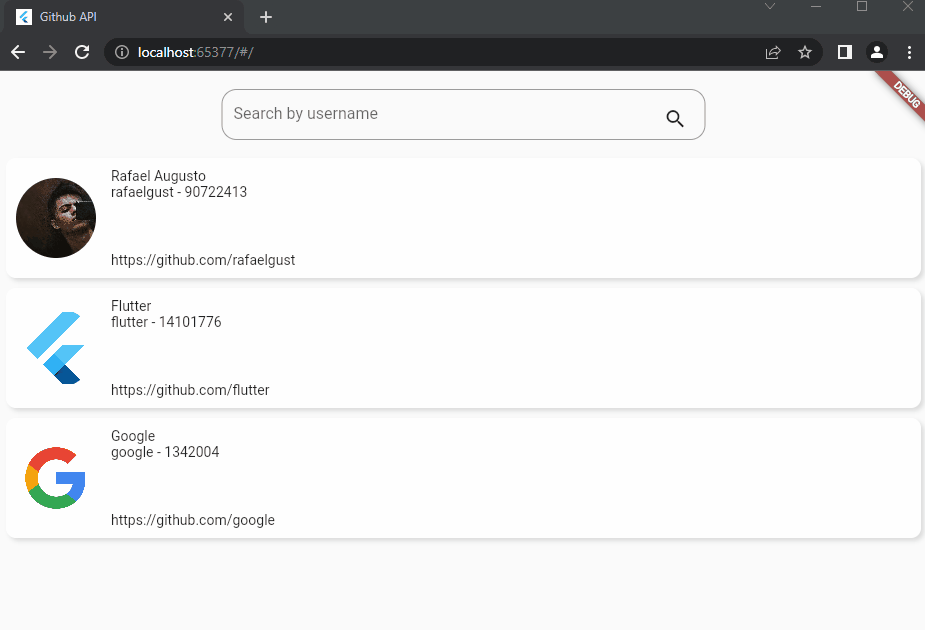 Github API
localhost:65377/#/
DEBUG
Search by username
Rafael Augusto
rafaelgust - 90722413
https://github.com/rafaelgust
Flutter
flutter - 14101776
https://github.com/flutter
Google
google - 1342004
https://github.com/google